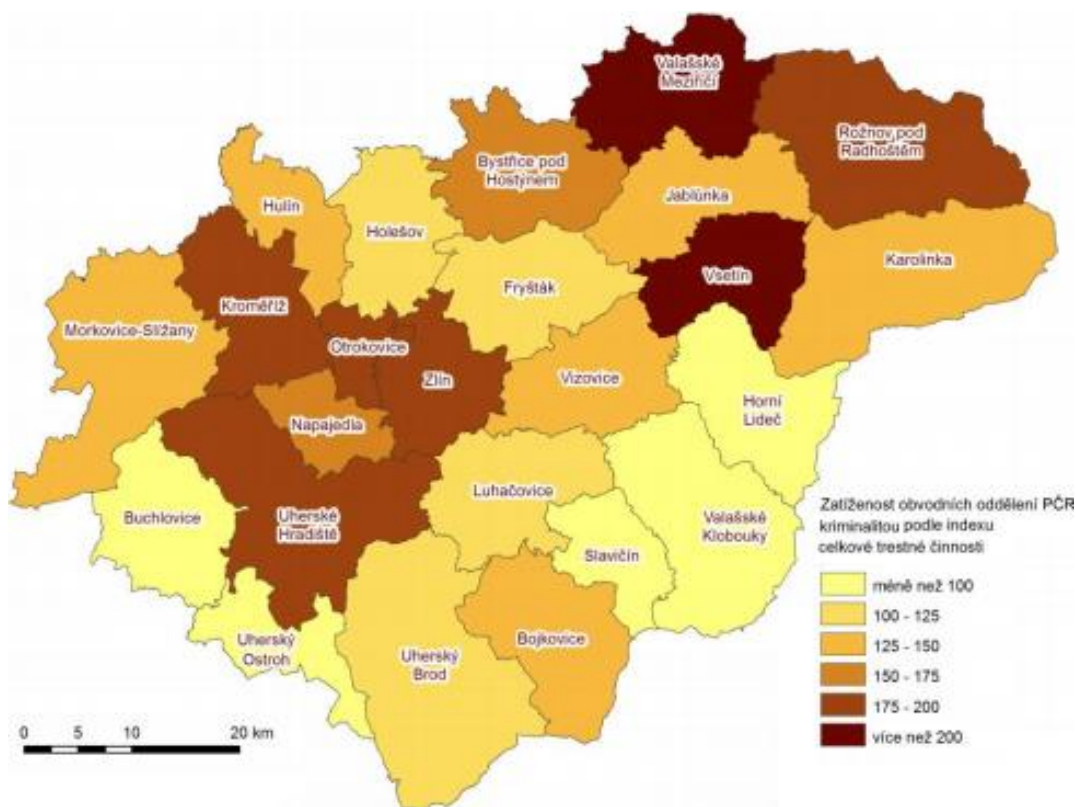 Valašské
Meziříčí
Rožnov pod
Radhoštěm
Bystřice pod
Hostýnem
Jablůnka
Hulín
Holešov
Karolinka
Vsetín
Fryšták
Kroměříž
Morkovice-Slížany
Otrokovice
Zlín
Vizovice
Horní
Lideč
Napajedla
Luhačovice
Buchlovice
Uherské
Hradiště
Valašské
Klobouky
Slavičín
Uherský
Ostroh
Uherský
Brod
Bojkovice
Zatíženost obvodních oddělení PČR
kriminalitou podle indexu
celkové trestné činnosti
méně než 100
100 - 125
125 - 150
150 - 175
175 - 200
více než 200
0 5 10 20 km